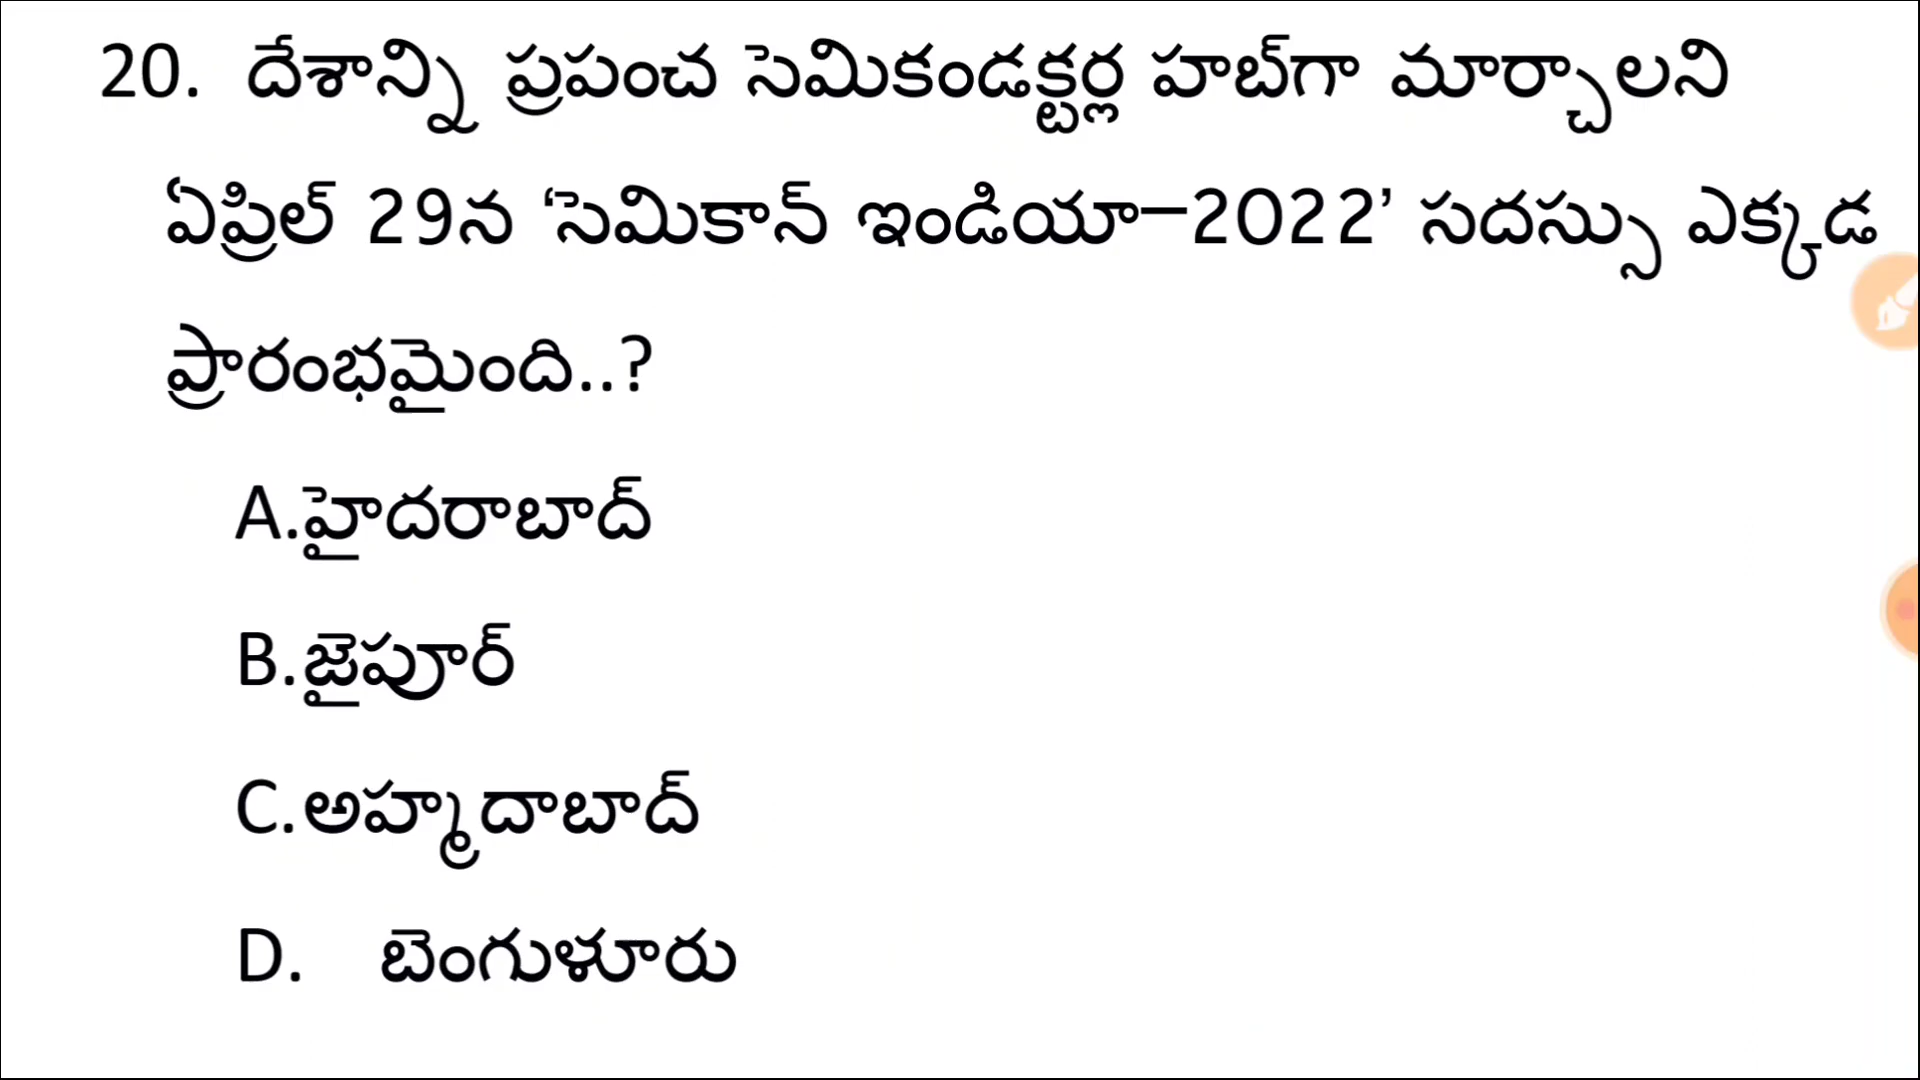 20. దేశాన్ని ప్రపంచ సెమికండక్టర్ల హబ్‌గా మార్చాలని
ఏప్రిల్ 29న ‘సెమికాన్ ఇండియా–2022’ సదస్సు ఎక్కడ
ప్రారంభమైంది..?
A.హైదరాబాద్
B.జైపూర్
C.అహ్మదాబాద్
D. బెంగుళూరు